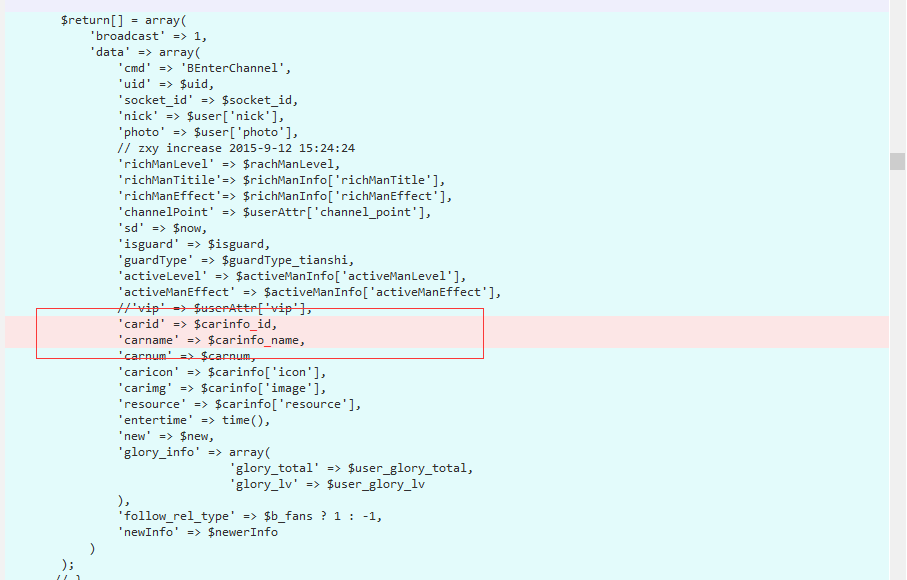 $return[] = array(
'broadcast' => 1,
'data' => array(
'cmd' => 'BEnterChannel',
'uid' => $uid,
'socket_id' => $socket_id,
'nick' => $user['nick'],
'photo' => $user['photo'],
// zxy increase 2015-9-12 15:24:24
'richManLevel' => $rachManLevel,
'richManTitile'=> $richManInfo['richManTitle'],
'richManEffect'=> $richManInfo['richManEffect'],
'channelPoint' => $userAttr['channel_point'],
'sd' => $now,
'isguard' => $isguard,
'guardType' => $guardType_tianshi,
'activeLevel' => $activeManInfo['activeManLevel'],
'activeManEffect' => $activeManInfo['activeManEffect'],
//'vip' => $userAttr['vip'],
'carid' => $carinfo_id,
'carname' => $carinfo_name,
'carnum' => $carnum,
'caricon' => $carinfo['icon'],
'carimg' => $carinfo['image'],
'resource' => $carinfo['resource'],
'entertime' => time(),
'new' => $new,
'glory_info' => array(
'glory_total' => $user_glory_total,
'glory_lv' => $user_glory_lv
),
'follow_rel_type' => $b_fans ? 1 : -1,
'newInfo' => $newerInfo
)
);
// }